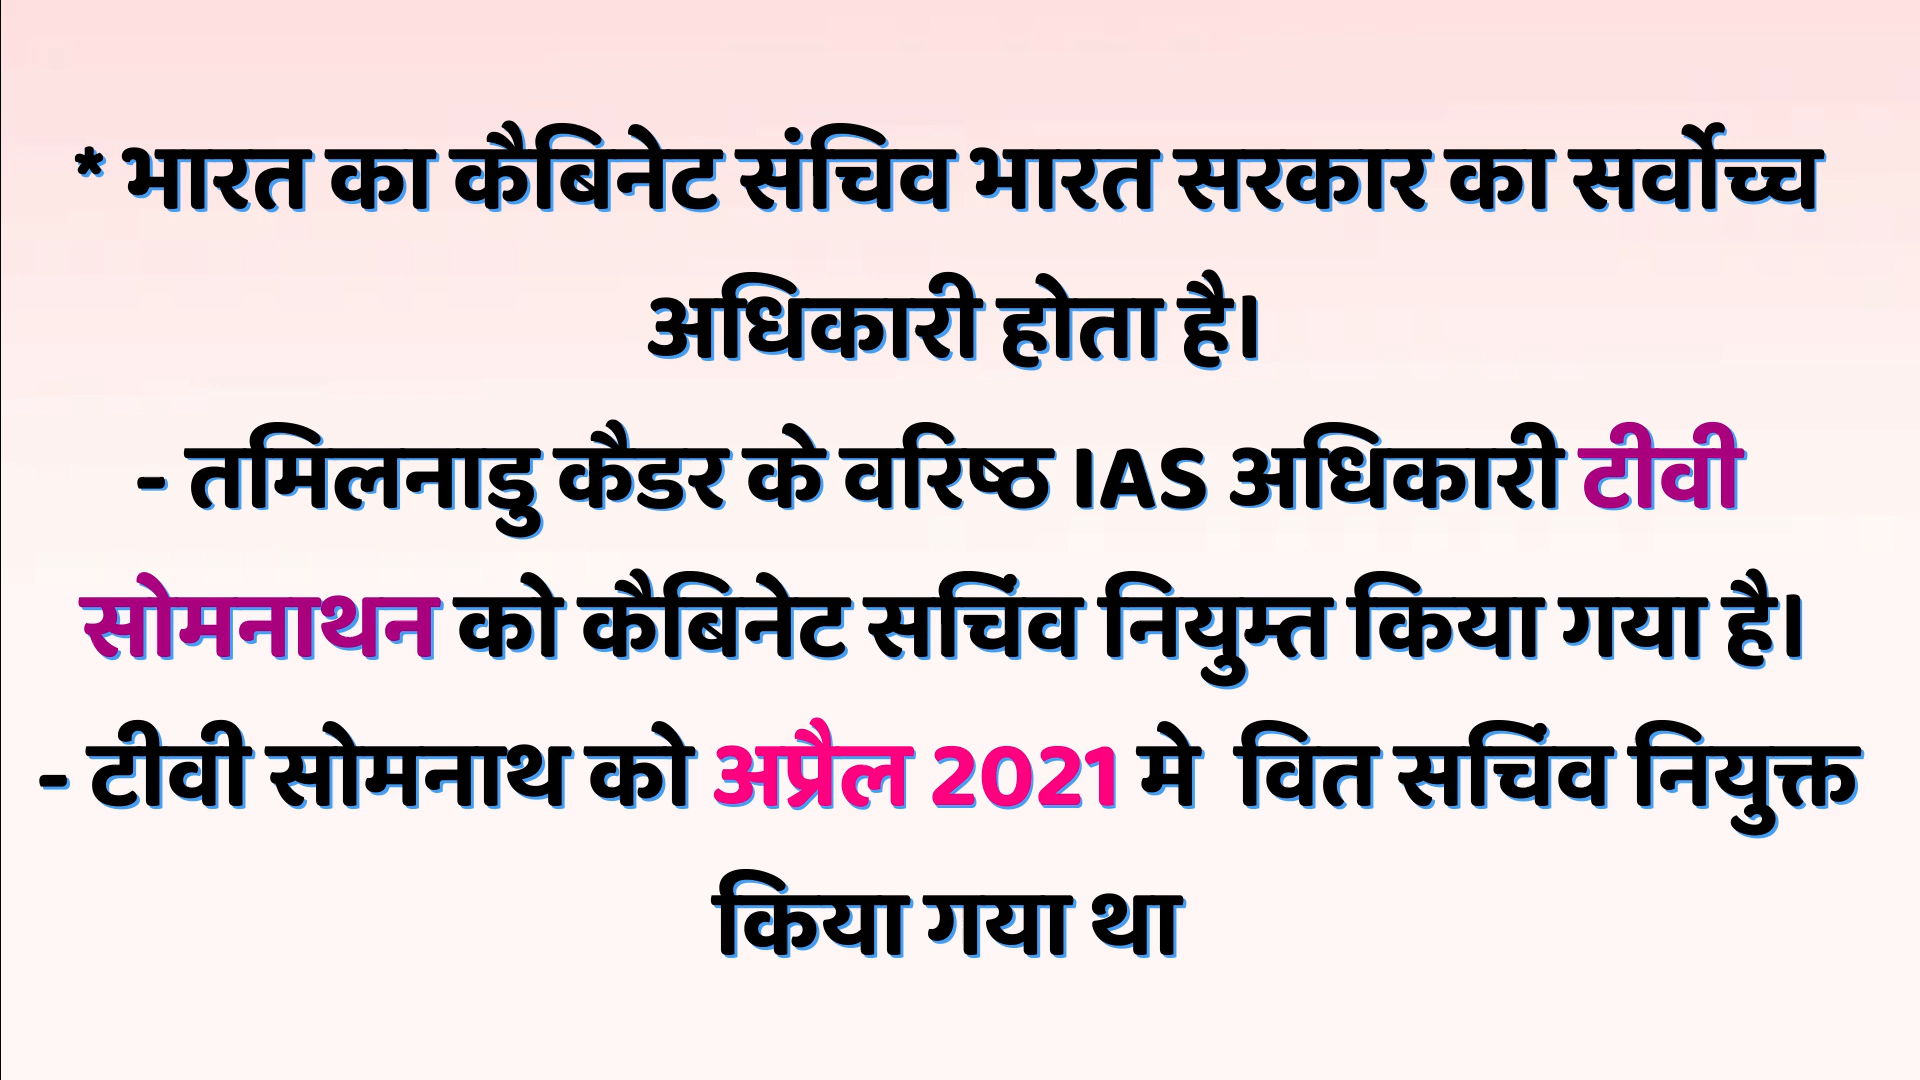 * भारत का कैबिनेट संचिव भारत सरकार का सर्वोच्च
अधिकारी होता है।
- तमिलनाडु कैडर के वरिष्ठ IAS अधिकारी टीवी
सोमनाथन को कैबिनेट सचिंव नियुम्त किया गया है।
- टीवी सोमनाथ को अप्रैल 2021 मे वित सचिंव नियुक्त
किया गया था